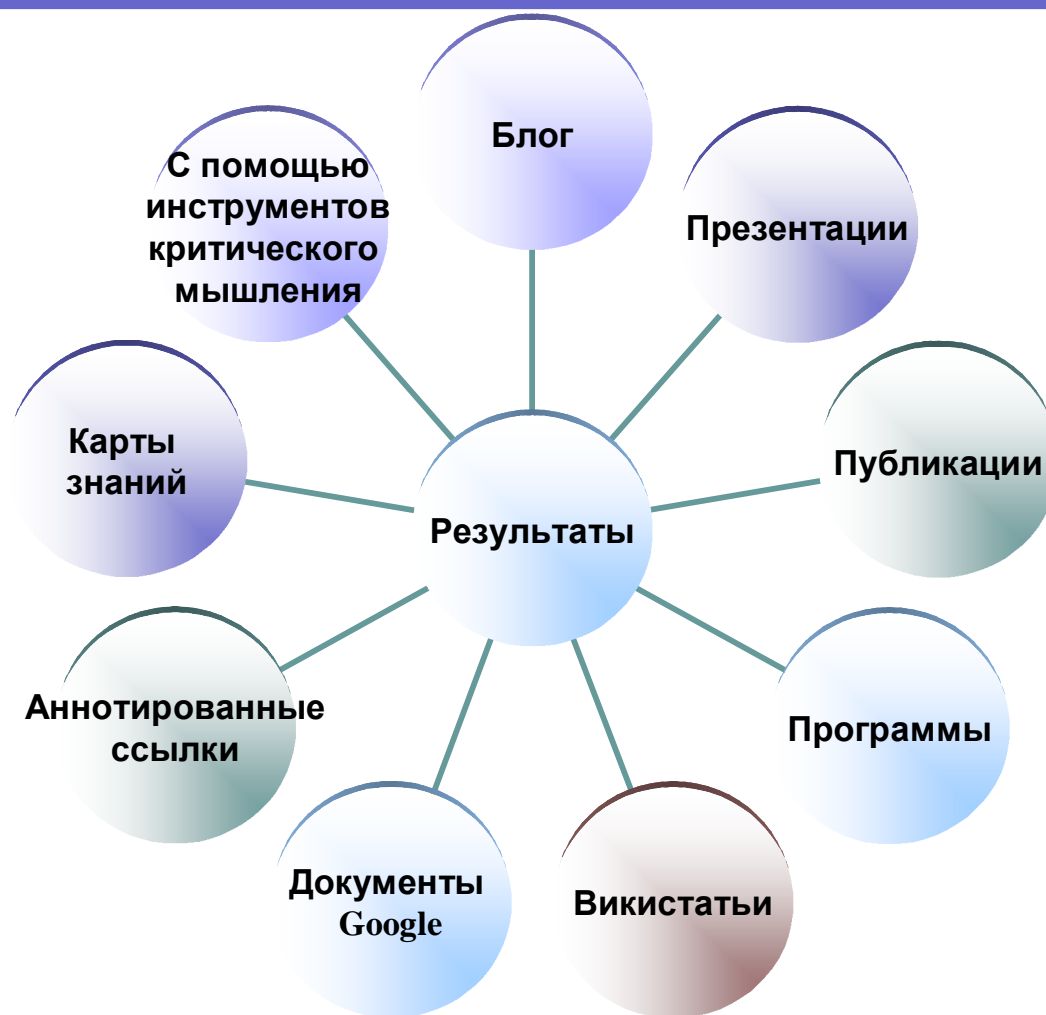 Блог
Презентации
Публикации
Программы
Викистатьи
Документы
Google
Аннотированные
ссылки
Карты
знаний
С помощью
инструментов
критического
мышления
Результаты